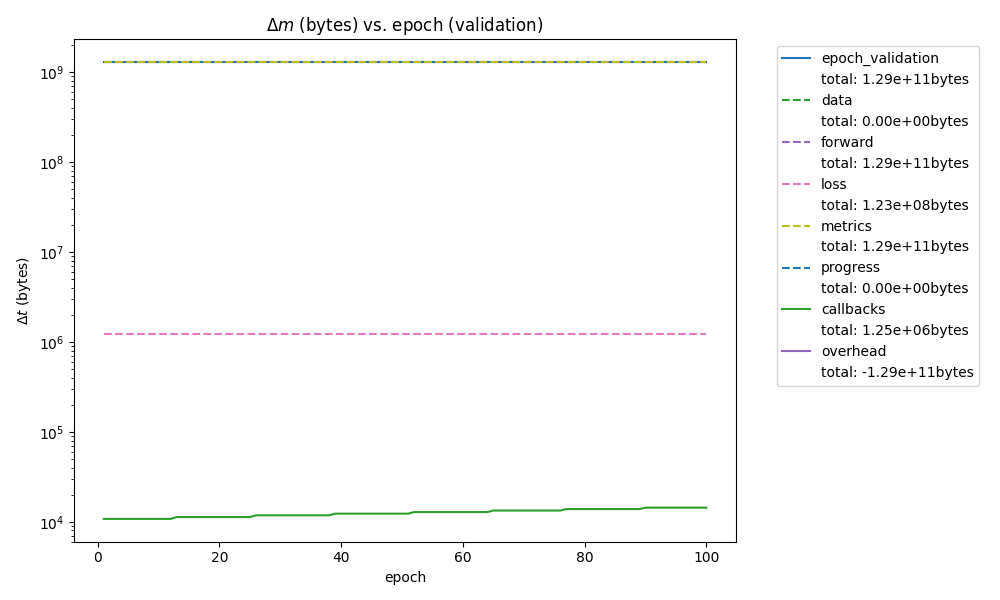 Δm (bytes) vs. epoch (validation)
10⁹
10⁸
10⁷
10⁶
10⁵
10⁴
Δt (bytes)
0 20 40 60 80 100
epoch
epoch_validation
total: 1.29e+11bytes
data
total: 0.00e+00bytes
forward
total: 1.29e+11bytes
loss
total: 1.23e+08bytes
metrics
total: 1.29e+11bytes
progress
total: 0.00e+00bytes
callbacks
total: 1.25e+06bytes
overhead
total: -1.29e+11bytes